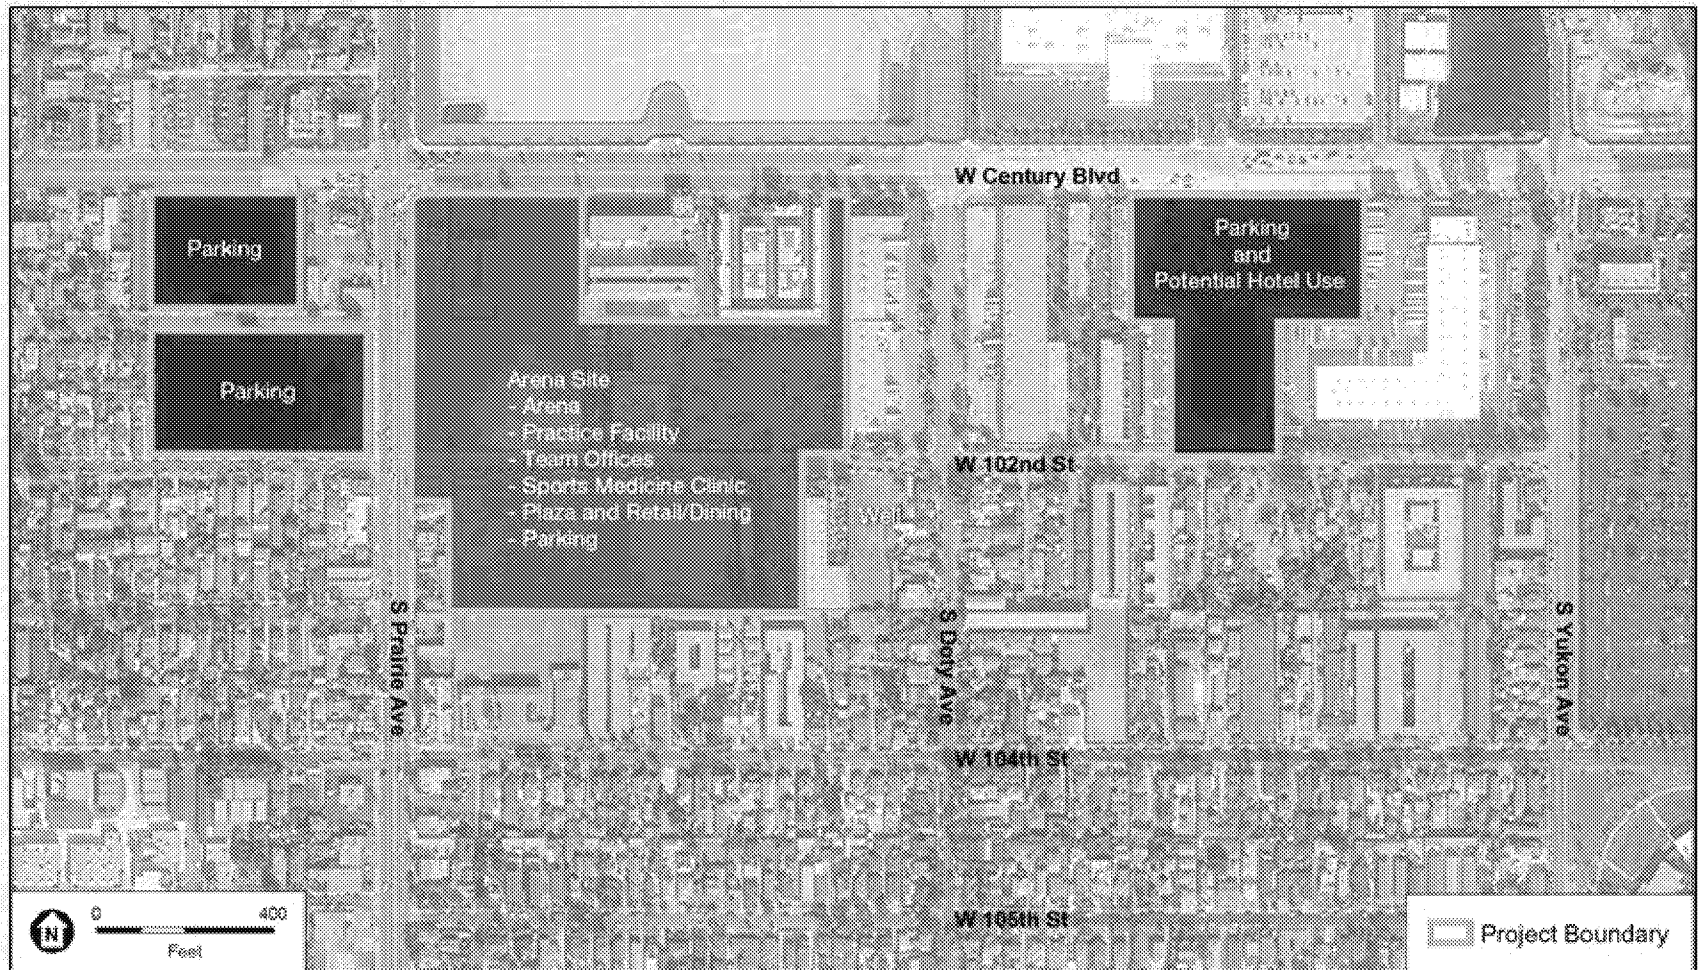 W Century Blvd
Parking
Parking
and
Potential Hotel Use
Parking
Arena Site
- Arena
- Practice Facility
- Team Offices
- Sports Medicine Clinic
- Plaza and Retail/Dining
- Parking
W 102nd St
Well
S Prairie Ave
S Doty Ave
S Yukon Ave
W 104th St
W 105th St
N
0
400
Feet
Project Boundary